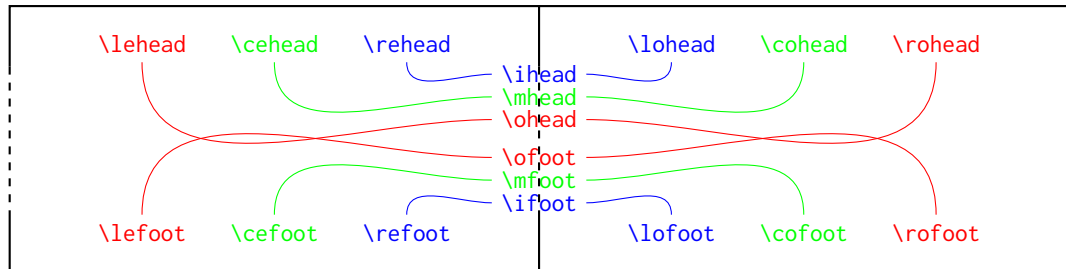 \lehead \cehead \rehead \lohead \cohead \rohead
\ihead
\mhead
\ohead
\ofoot
\mfoot
\ifoot
\lefoot \cefoot \refoot \lofoot \cofoot \rofoot